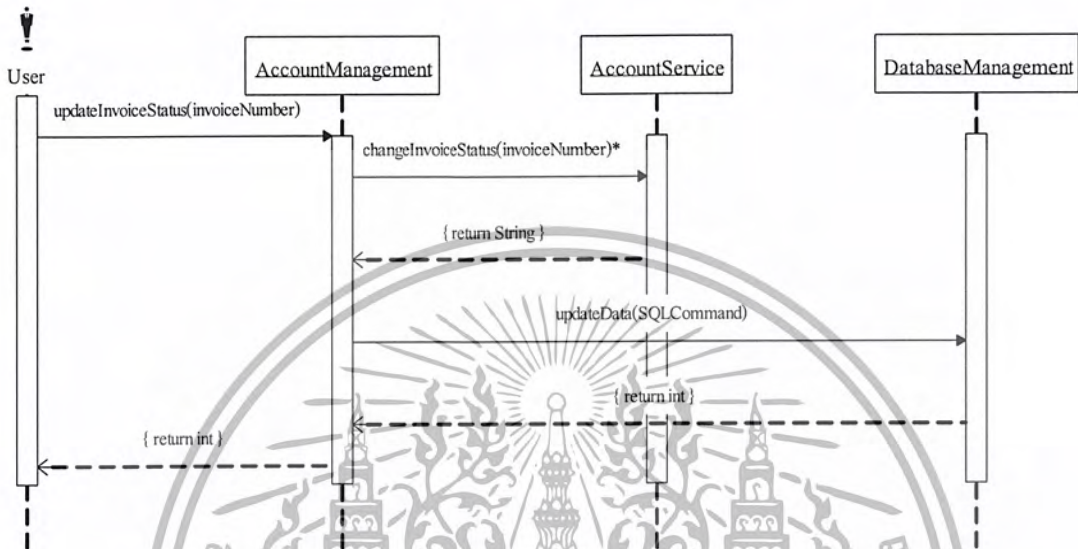 User
AccountManagement
AccountService
DatabaseManagement
updateInvoiceStatus(invoiceNumber)
changeInvoiceStatus(invoiceNumber)*
{ return String }
updateData(SQLCommand)
{ return int }
{ return int }